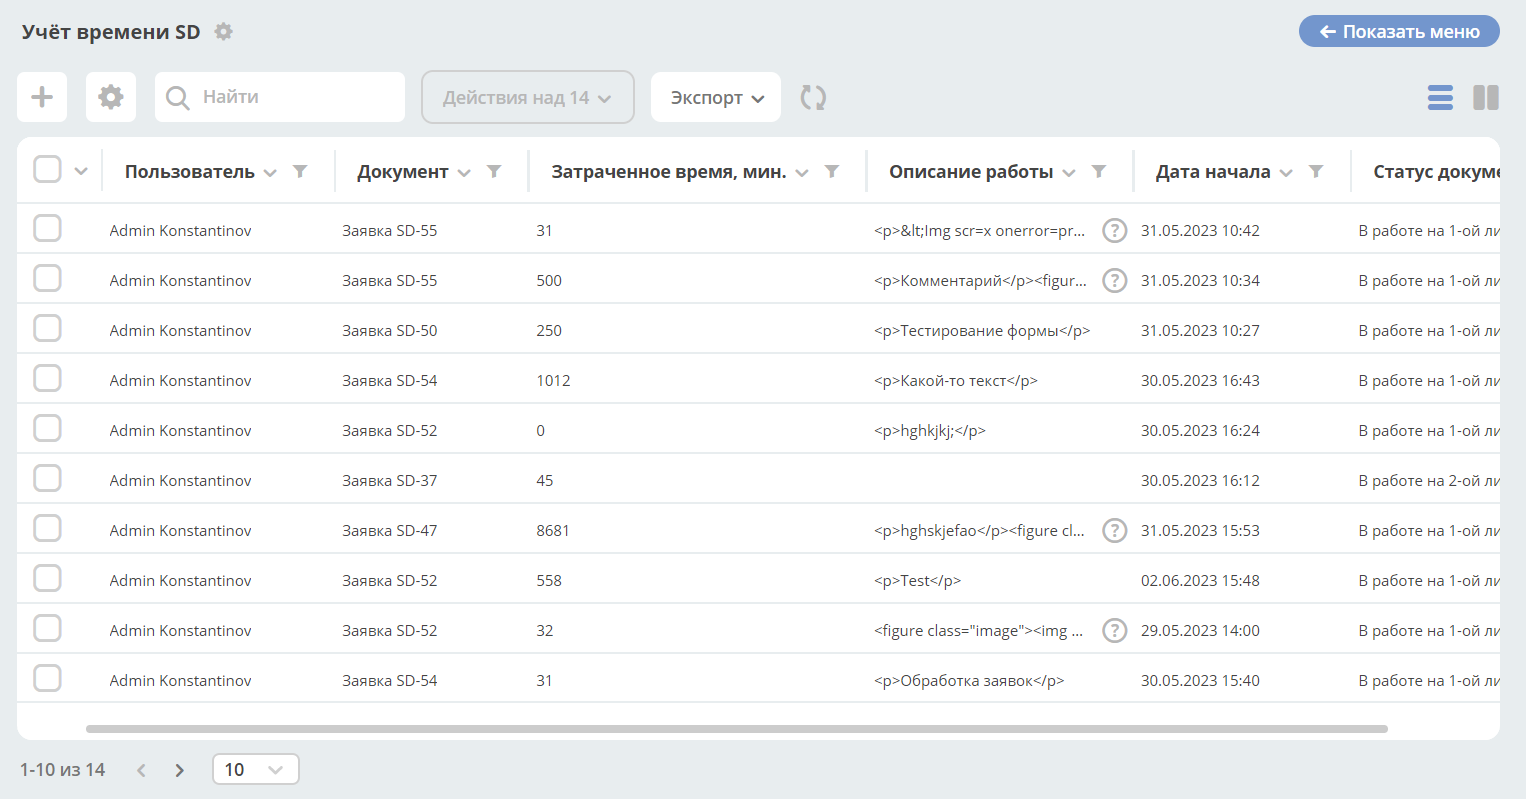 Учёт времени SD
← Показать меню
Найти
Действия над 14
Экспорт
Пользователь Документ Затраченное время, мин. Описание работы Дата начала Статус докуме
Admin Konstantinov Заявка SD-55 31 <p>&lt;Img scr=x onerror=pr... ? 31.05.2023 10:42 В работе на 1-ой ли
Admin Konstantinov Заявка SD-55 500 <p>Комментарий</p><figur... ? 31.05.2023 10:34 В работе на 1-ой ли
Admin Konstantinov Заявка SD-50 250 <p>Тестирование формы</p> 31.05.2023 10:27 В работе на 1-ой ли
Admin Konstantinov Заявка SD-54 1012 <p>Какой-то текст</p> 30.05.2023 16:43 В работе на 1-ой ли
Admin Konstantinov Заявка SD-52 0 <p>hghkjkj;</p> 30.05.2023 16:24 В работе на 1-ой ли
Admin Konstantinov Заявка SD-37 45 30.05.2023 16:12 В работе на 2-ой ли
Admin Konstantinov Заявка SD-47 8681 <p>hghskjefao</p><figure cl... ? 31.05.2023 15:53 В работе на 1-ой ли
Admin Konstantinov Заявка SD-52 558 <p>Test</p> 02.06.2023 15:48 В работе на 1-ой ли
Admin Konstantinov Заявка SD-52 32 <figure class="image"><img ... ? 29.05.2023 14:00 В работе на 1-ой ли
Admin Konstantinov Заявка SD-54 31 <p>Обработка заявок</p> 30.05.2023 15:40 В работе на 1-ой ли
1-10 из 14 10